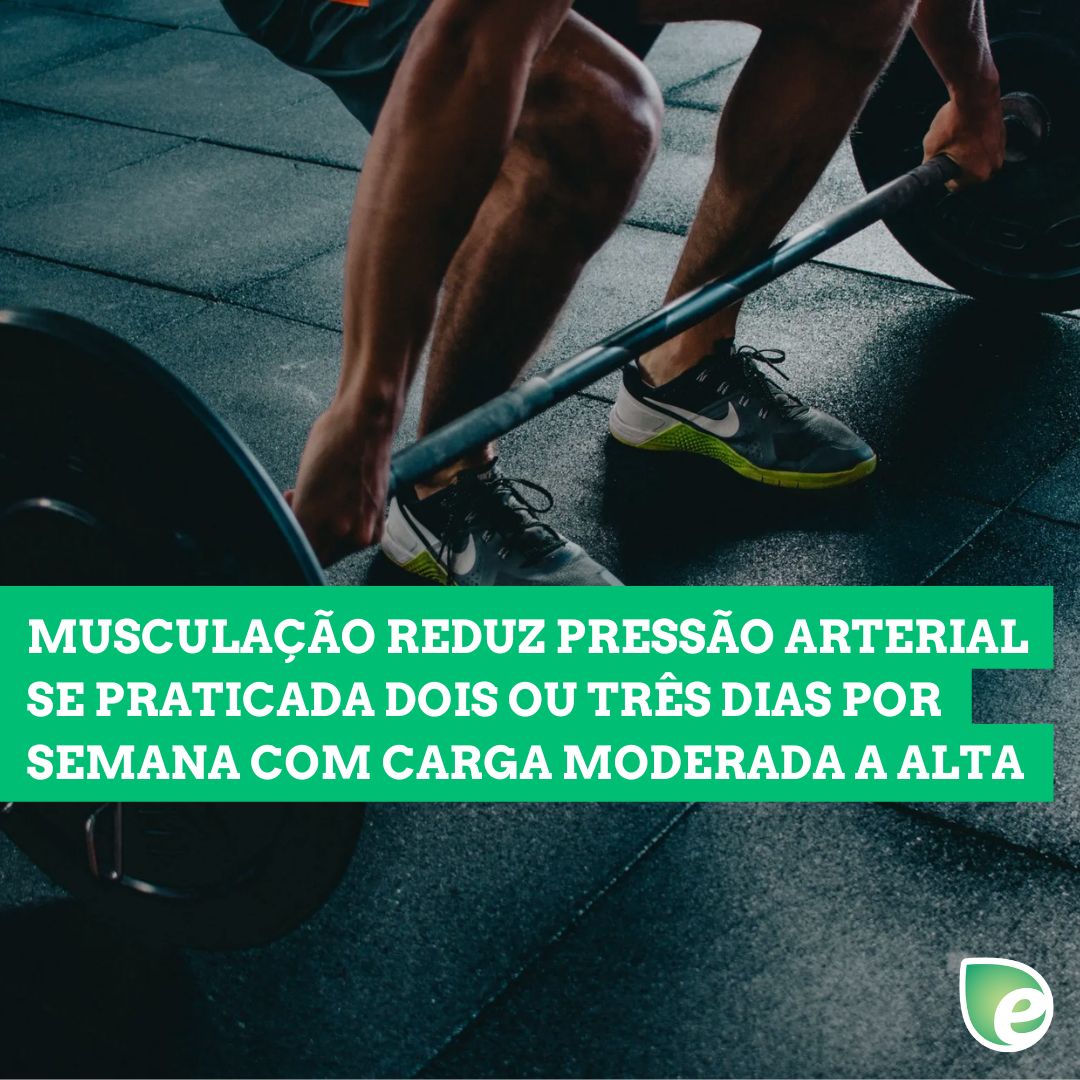 MUSCULAÇÃO REDUZ PRESSÃO ARTERIAL
SE PRATICADA DOIS OU TRÊS DIAS POR
SEMANA COM CARGA MODERADA A ALTA
e